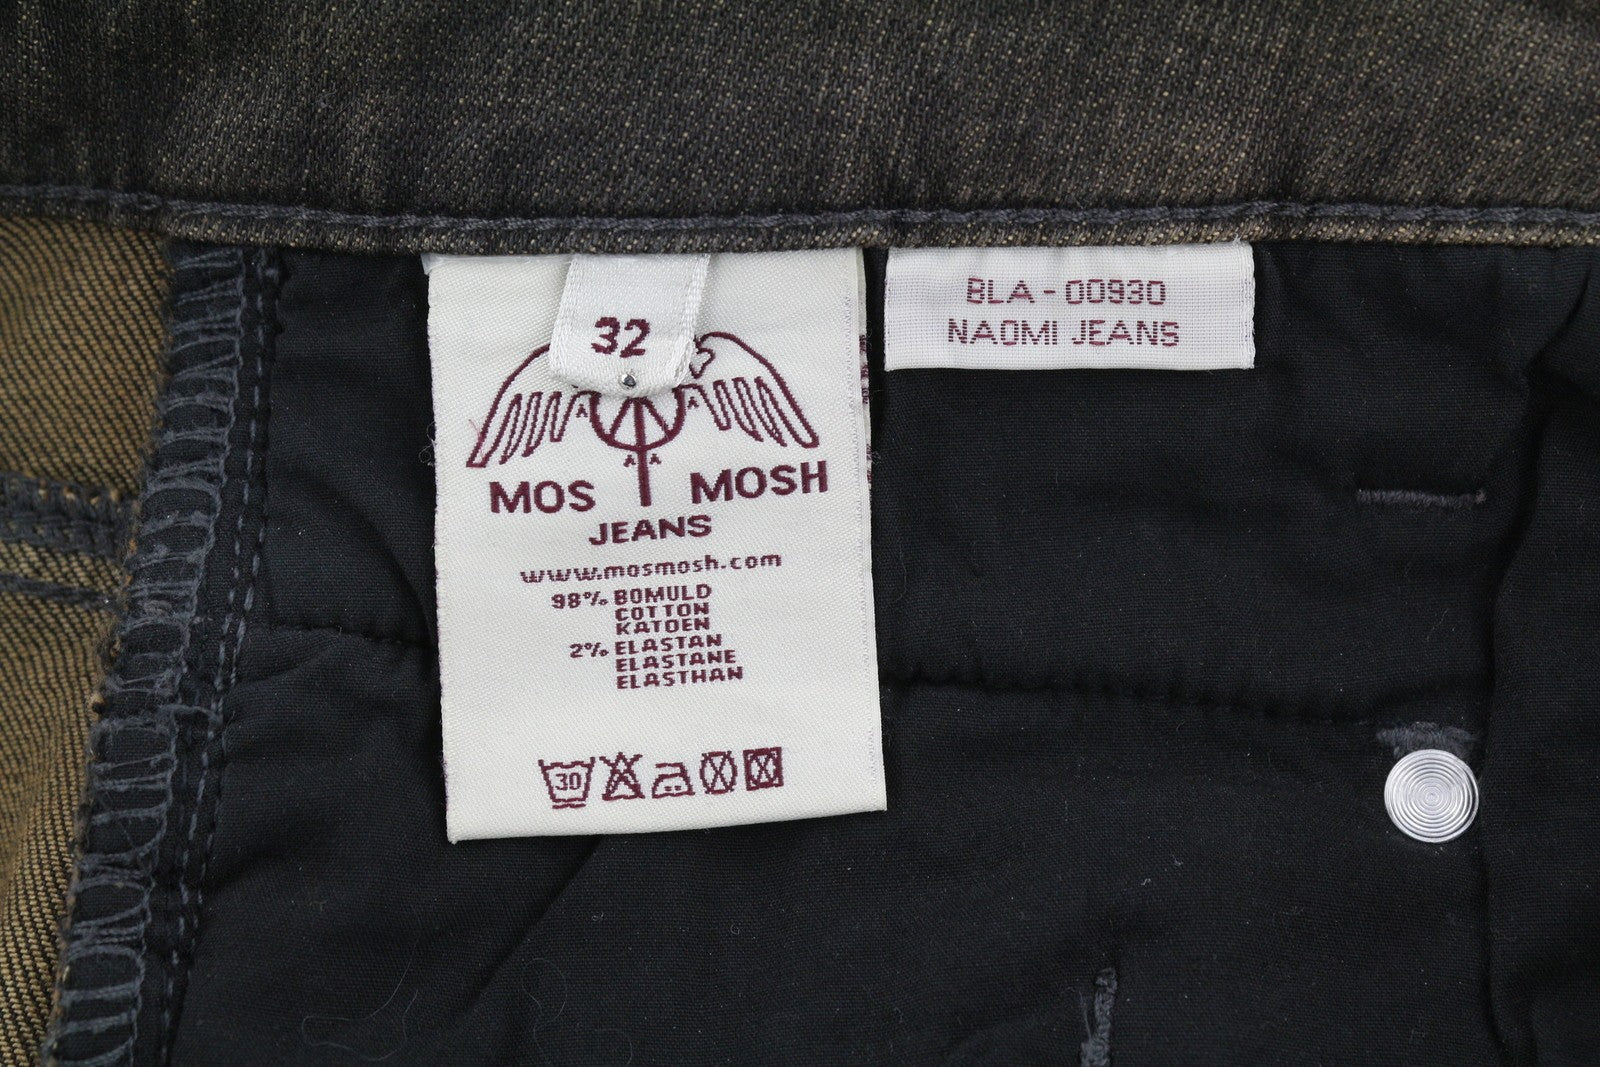 32
MOS MOSH
JEANS
www.mosmosh.com
98% BOMULD
COTTON
KATOEN
2% ELASTAN
ELASTANE
ELASTHAN
30
BLA - 00930
NAOMI JEANS